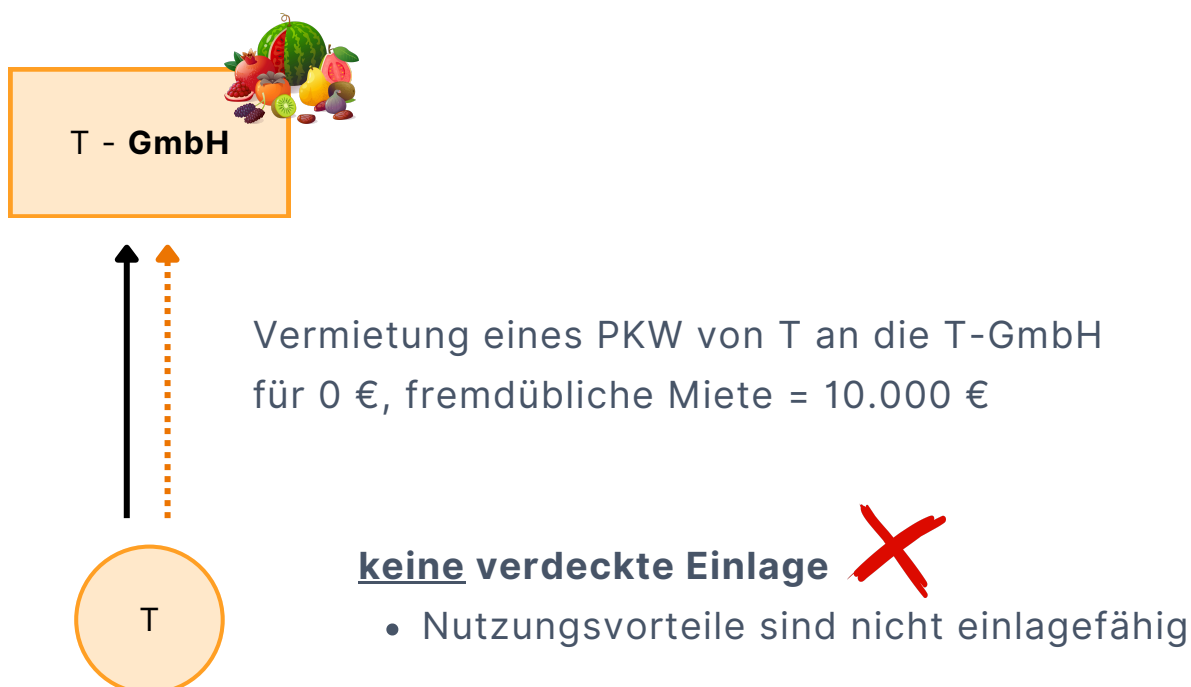 T - GmbH
Vermietung eines PKW von T an die T-GmbH
für 0 €, fremdübliche Miete = 10.000 €
keine verdeckte Einlage
• Nutzungsvorteile sind nicht einlagefähig
T